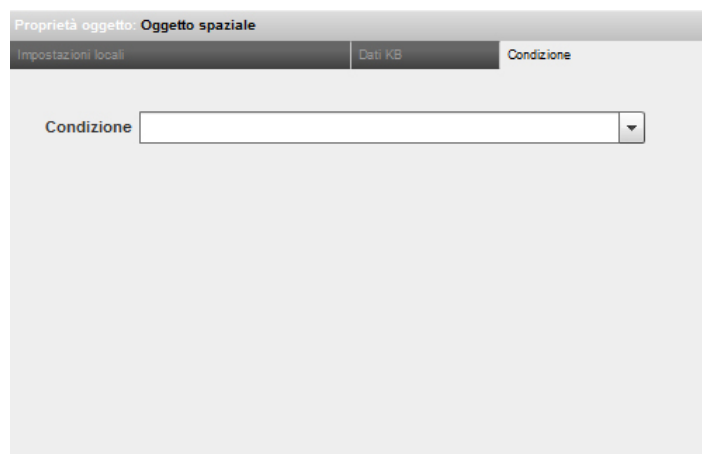 Proprietà oggetto: Oggetto spaziale
Impostazioni locali Dati KB Condizione
Condizione